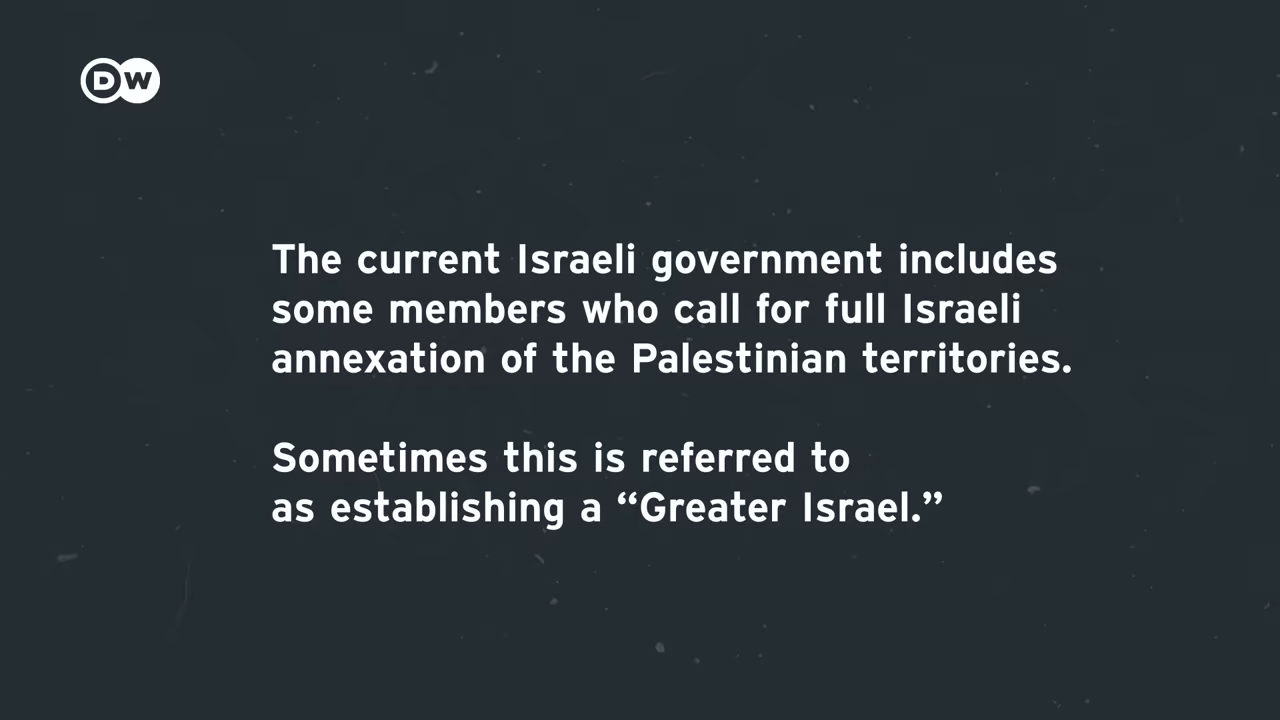 DW
The current Israeli government includes
some members who call for full Israeli
annexation of the Palestinian territories.
Sometimes this is referred to
as establishing a “Greater Israel.”